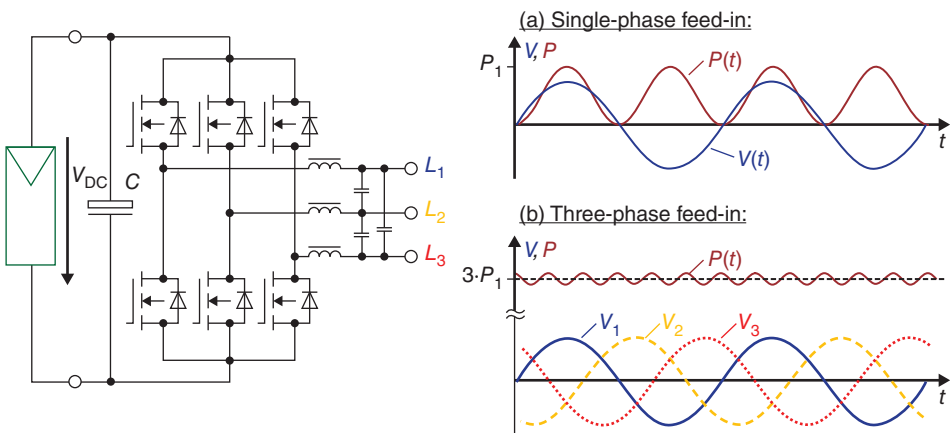 V_DC
C
L₁
L₂
L₃
(a) Single-phase feed-in:
V, P
P₁
P(t)
V(t)
t
(b) Three-phase feed-in:
V, P
3·P₁
P(t)
V₁
V₂
V₃
t